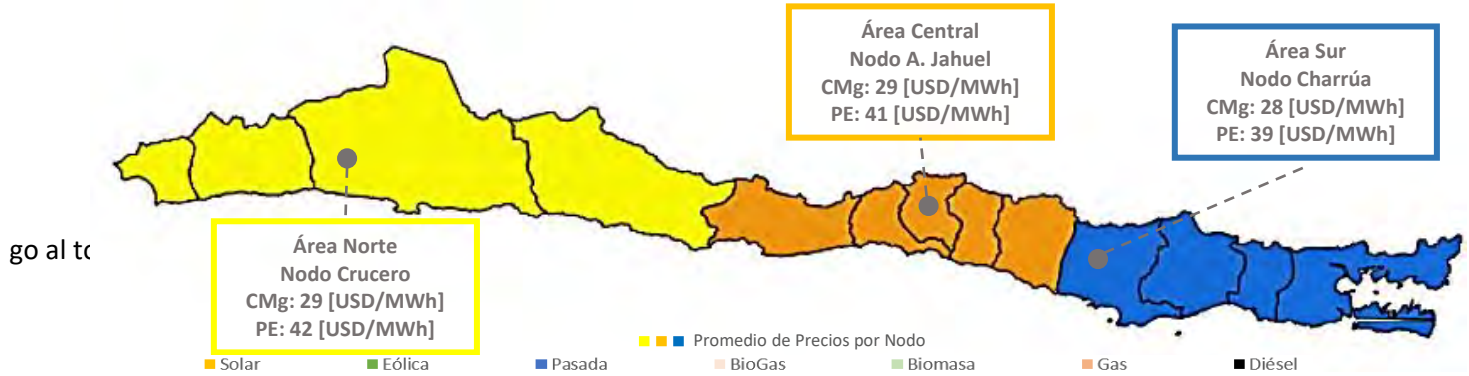 Área Central
Nodo A. Jahuel
CMg: 29 [USD/MWh]
PE: 41 [USD/MWh]
Área Sur
Nodo Charrúa
CMg: 28 [USD/MWh]
PE: 39 [USD/MWh]
go al
Área Norte
Nodo Crucero
CMg: 29 [USD/MWh]
PE: 42 [USD/MWh]
Promedio de Precios por Nodo
Solar Eólica Pasada BioGas Biomasa Gas Diésel